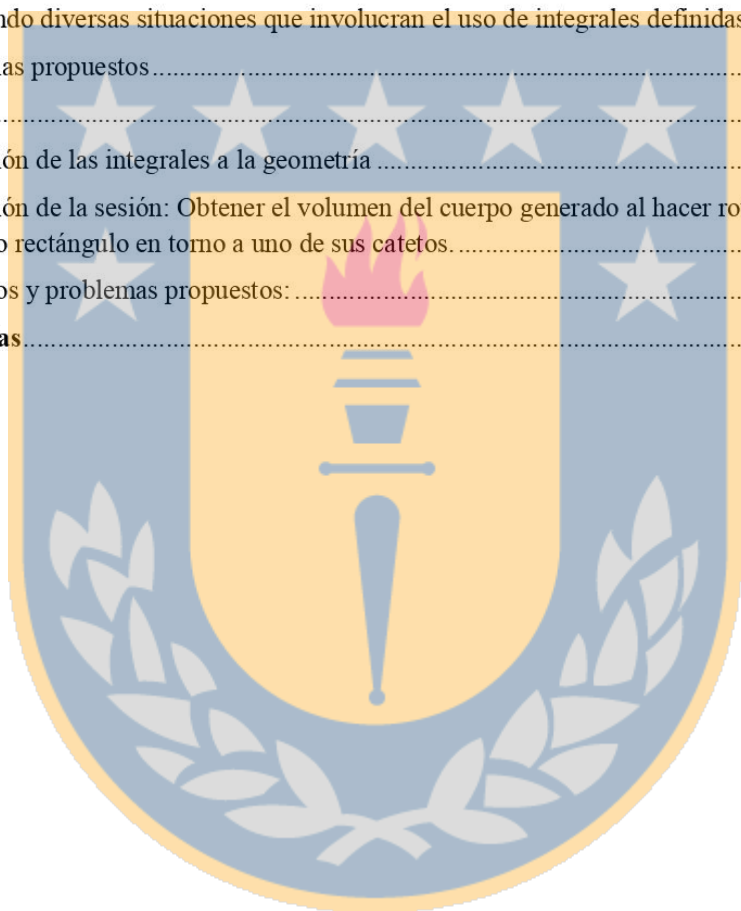 ndo diversas situaciones que involucran el uso de integrales definidas
as propuestos..........................................................................................
..........................................................................................
ón de las integrales a la geometría ..........................................................
ón de la sesión: Obtener el volumen del cuerpo generado al hacer ro
o rectángulo en torno a uno de sus catetos. ..........................................
os y problemas propuestos: ......................................................................
as..........................................................................................